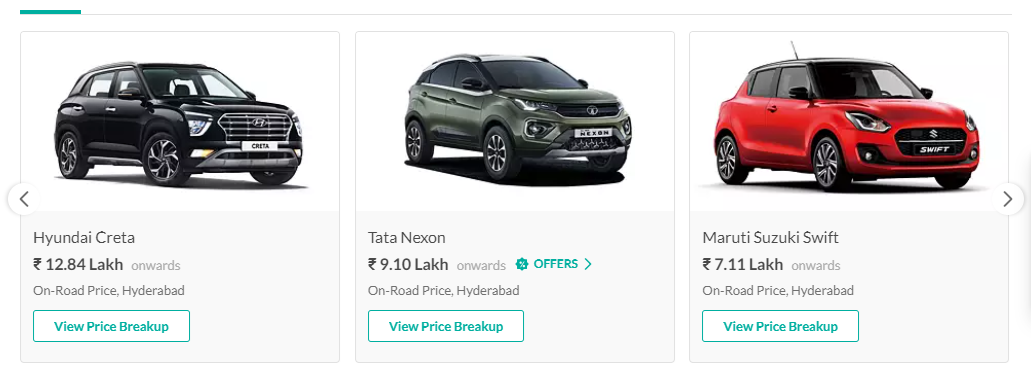 CRETA
NEXON
SWIFT
Hyundai Creta
₹ 12.84 Lakh onwards
On-Road Price, Hyderabad
View Price Breakup
Tata Nexon
₹ 9.10 Lakh onwards % OFFERS >
On-Road Price, Hyderabad
View Price Breakup
Maruti Suzuki Swift
₹ 7.11 Lakh onwards
On-Road Price, Hyderabad
View Price Breakup